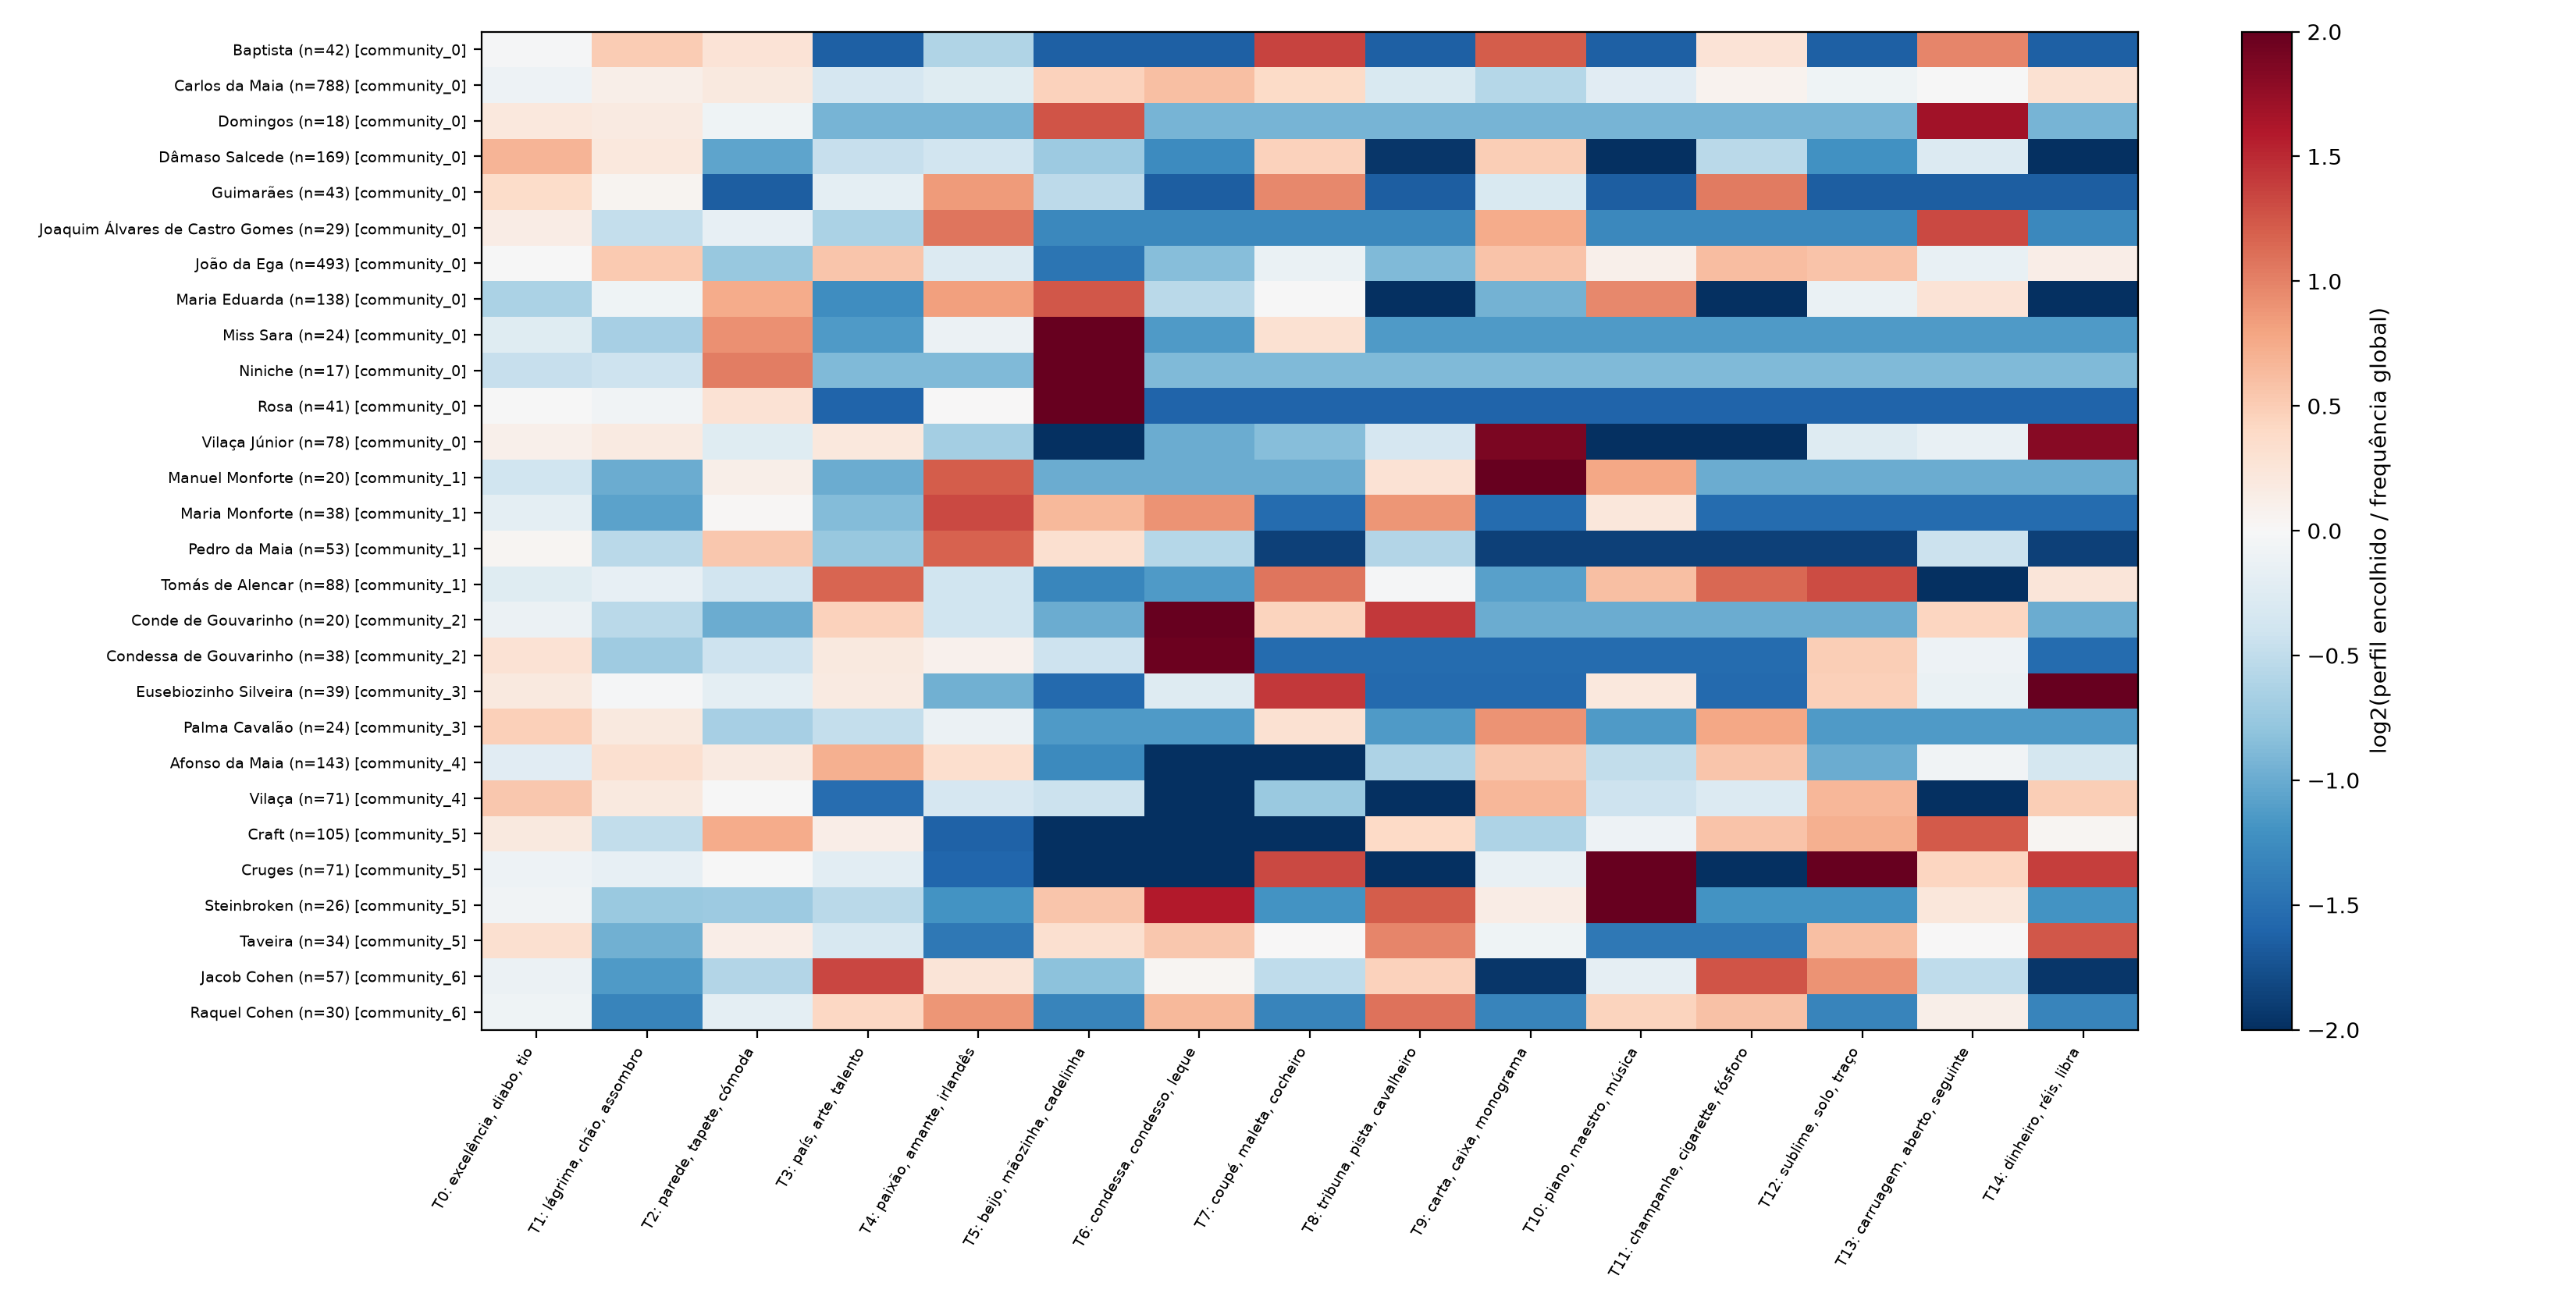 Baptista (n=42) [community_0]
Carlos da Maia (n=788) [community_0]
Domingos (n=18) [community_0]
Dâmaso Salcede (n=169) [community_0]
Guimarães (n=43) [community_0]
Joaquim Álvares de Castro Gomes (n=29) [community_0]
João da Ega (n=493) [community_0]
Maria Eduarda (n=138) [community_0]
Miss Sara (n=24) [community_0]
Niniche (n=17) [community_0]
Rosa (n=41) [community_0]
Vilaça Júnior (n=78) [community_0]
Manuel Monforte (n=20) [community_1]
Maria Monforte (n=38) [community_1]
Pedro da Maia (n=53) [community_1]
Tomás de Alencar (n=88) [community_1]
Conde de Gouvarinho (n=20) [community_2]
Condessa de Gouvarinho (n=38) [community_2]
Eusebiozinho Silveira (n=39) [community_3]
Palma Cavalão (n=24) [community_3]
Afonso da Maia (n=143) [community_4]
Vilaça (n=71) [community_4]
Craft (n=105) [community_5]
Cruges (n=71) [community_5]
Steinbroken (n=26) [community_5]
Taveira (n=34) [community_5]
Jacob Cohen (n=57) [community_6]
Raquel Cohen (n=30) [community_6]
T0: excelência, diabo, tio
T1: lágrima, chão, assombro
T2: parede, tapete, cómoda
T3: país, arte, talento
T4: paixão, amante, irlandês
T5: beijo, mãozinha, cadelinha
T6: condessa, condesso, leque
T7: coupé, maleta, cocheiro
T8: tribuna, pista, cavalheiro
T9: carta, caixa, monograma
T10: piano, maestro, música
T11: champanhe, cigarette, fósforo
T12: sublime, solo, traço
T13: carruagem, aberto, seguinte
T14: dinheiro, réis, libra
2.0
1.5
1.0
0.5
0.0
−0.5
−1.0
−1.5
−2.0
log2(perfil encolhido / frequência global)